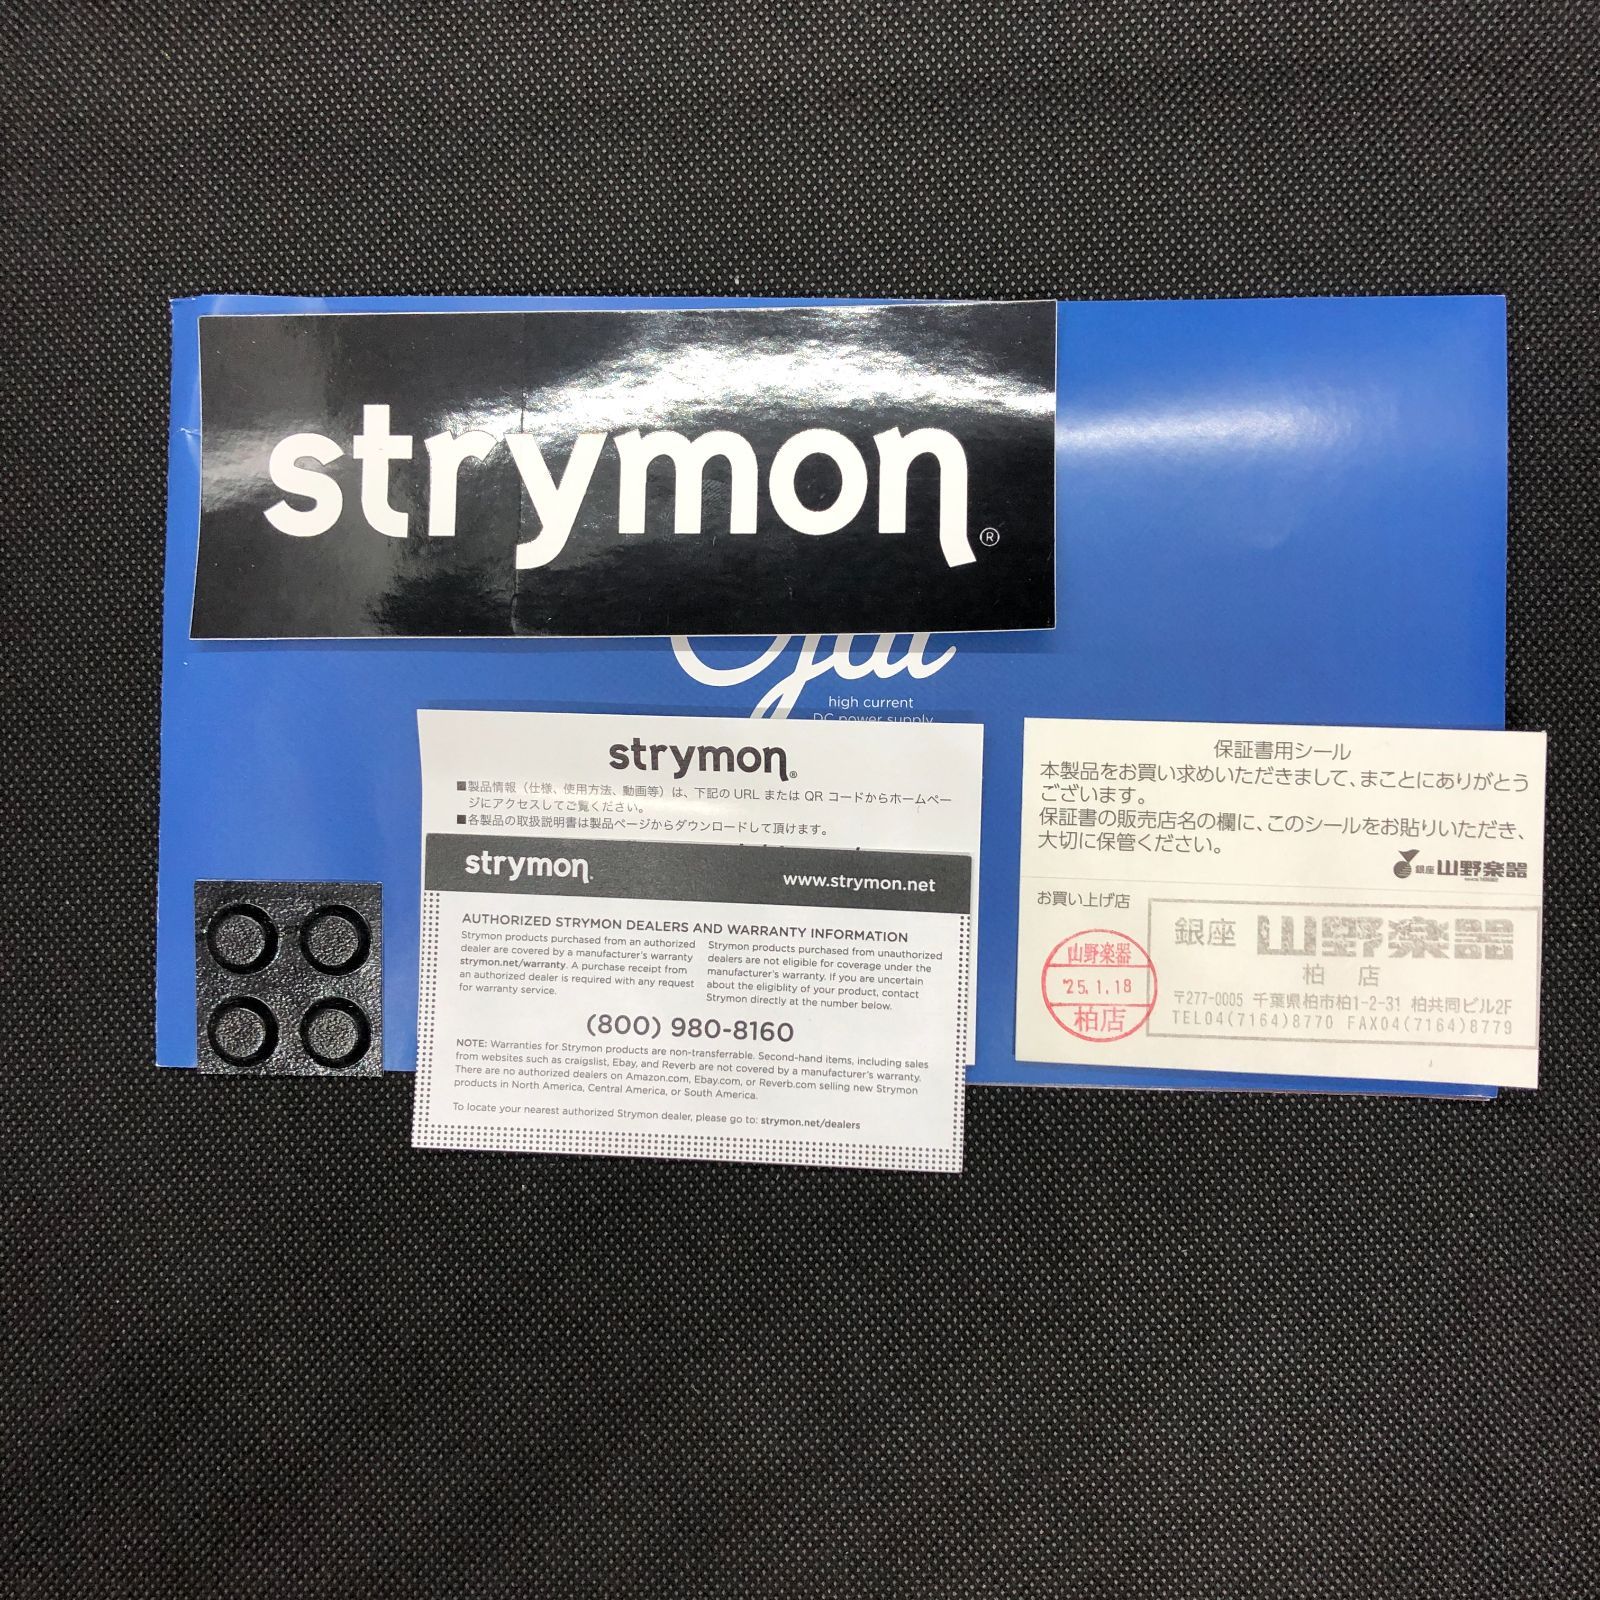 strymon®
high current
DC power supply
strymon®
■製品情報（仕様、使用方法、動画等）は、下記の URL または QR コードからホームペー
ジにアクセスしてご覧ください。
■各製品の取扱説明書は製品ページからダウンロードして頂けます。
strymon.
www.strymon.net
AUTHORIZED STRYMON DEALERS AND WARRANTY INFORMATION
Strymon products purchased from an authorized
dealer are covered by a manufacturer's warranty
strymon.net/warranty. A purchase receipt from
an authorized dealer is required with any request
for warranty service.
Strymon products purchased from unauthorized
dealers are not eligible for coverage under the
manufacturer's warranty. If you are uncertain
about the eligiblity of your product, contact
Strymon directly at the number below.
(800) 980-8160
NOTE: Warranties for Strymon products are non-transferrable. Second-hand items, including sales
from websites such as craigslist, Ebay, and Reverb are not covered by a manufacturer's warranty.
There are no authorized dealers on Amazon.com, Ebay.com, or Reverb.com selling new Strymon
products in North America, Central America, or South America.
To locate your nearest authorized Strymon dealer, please go to: strymon.net/dealers
保証書用シール
本製品をお買い求めいただきまして、まことにありがとう
ございます。
保証書の販売店名の欄に、このシールをお貼りいただき、
大切に保管ください。
銀座 山野楽器
お買い上げ店
銀座 山野楽器
柏 店
〒277-0005 千葉県柏市柏1-2-31 柏共同ビル2F
TEL04(7164)8770 FAX04(7164)8779
山野楽器
'25.1.18
柏店